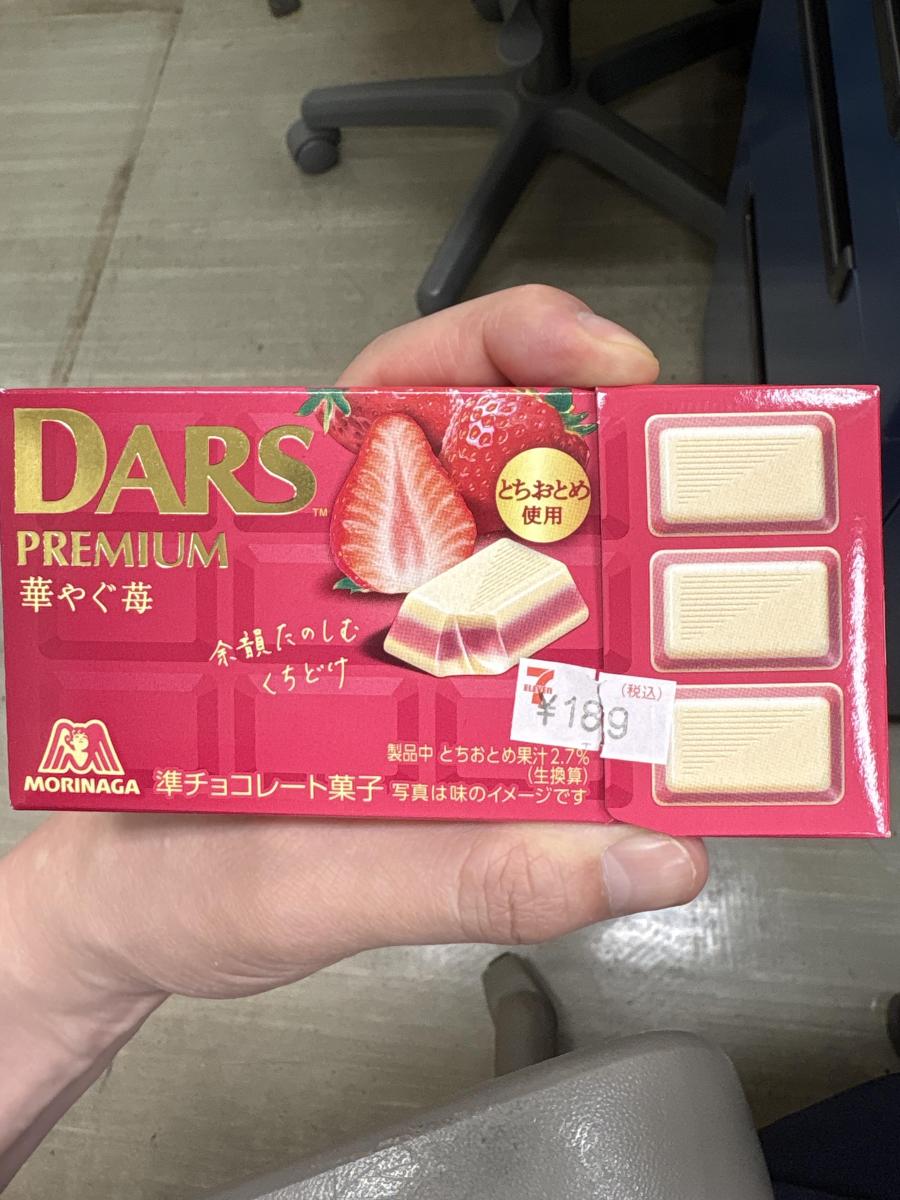 DARS™
PREMIUM
華やぐ苺
とちおとめ
使用
余韻たのしむ
くちどけ
7
ELEVEN
(税込)
¥189
製品中 とちおとめ果汁2.7%
(生換算)
MORINAGA
準チョコレート菓子 写真は味のイメージです